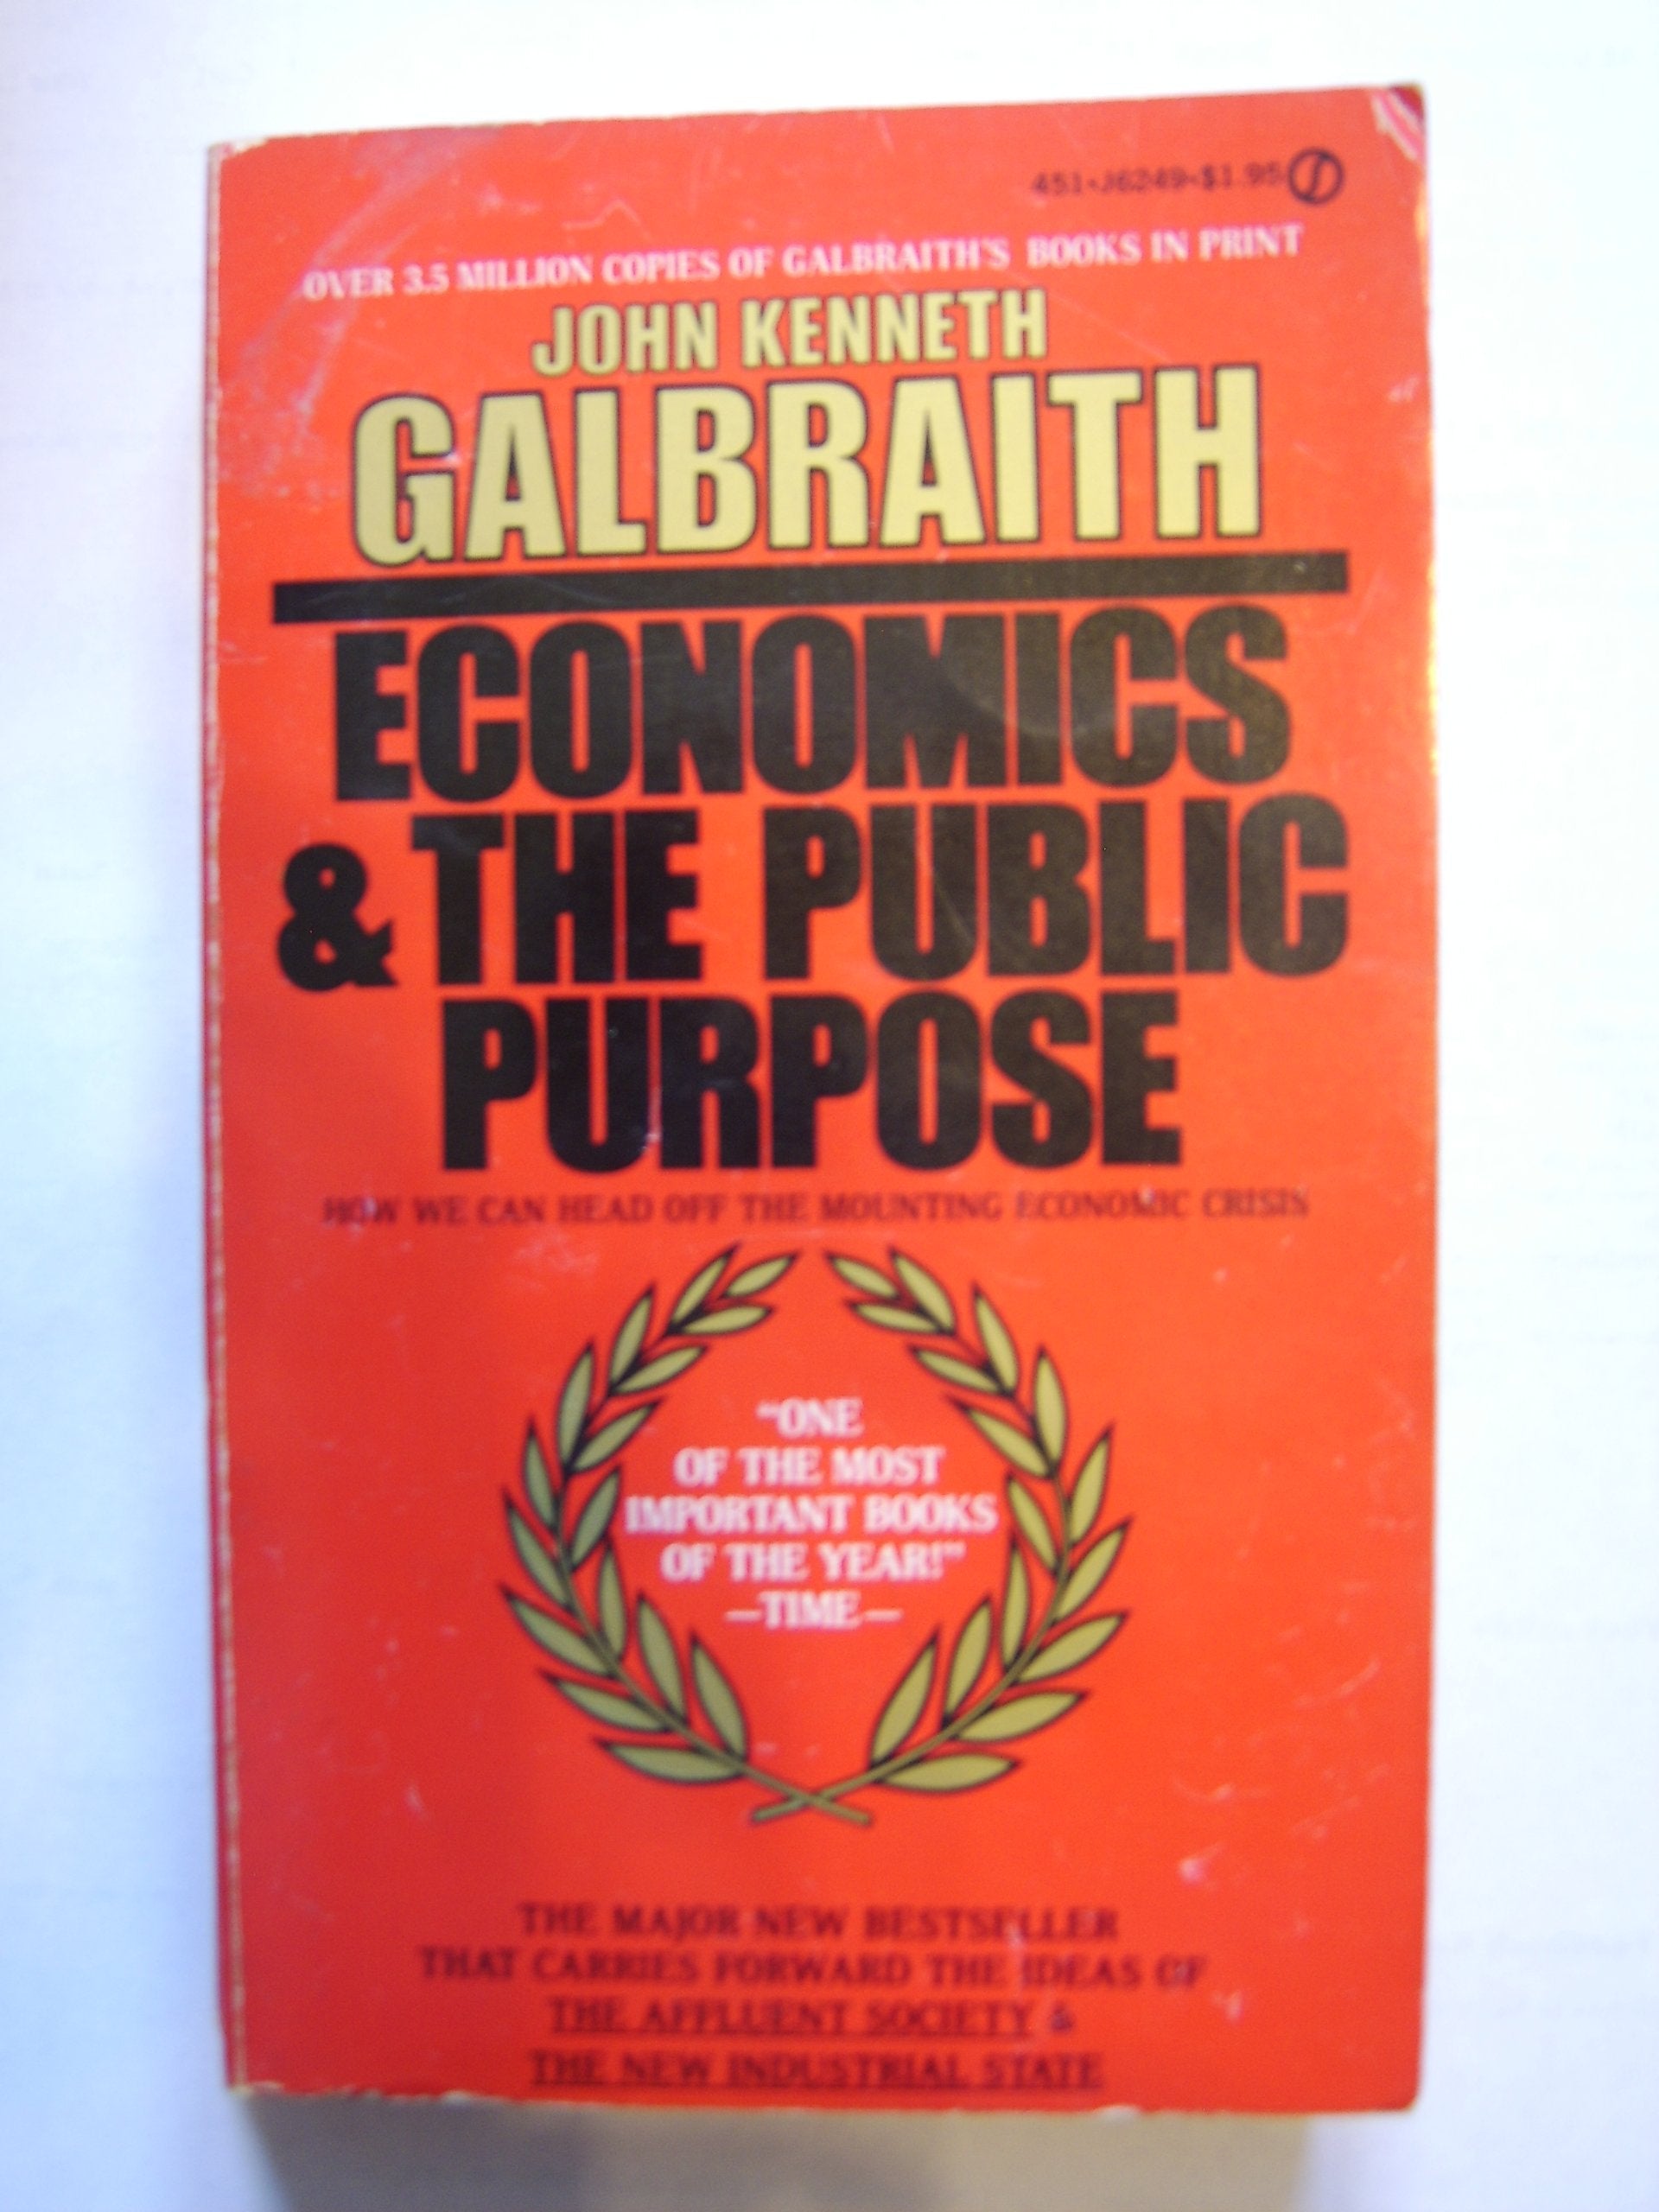 451-J6249-$1.95
OVER 3.5 MILLION COPIES OF GALBRAITH'S BOOKS IN PRINT
JOHN KENNETH
GALBRAITH
ECONOMICS
& THE PUBLIC
PURPOSE
HOW WE CAN HEAD OFF THE MOUNTING ECONOMIC CRISIS
"ONE
OF THE MOST
IMPORTANT BOOKS
OF THE YEAR!"
—TIME—
THE MAJOR NEW BESTSELLER
THAT CARRIES FORWARD THE IDEAS OF
THE AFFLUENT SOCIETY &
THE NEW INDUSTRIAL STATE